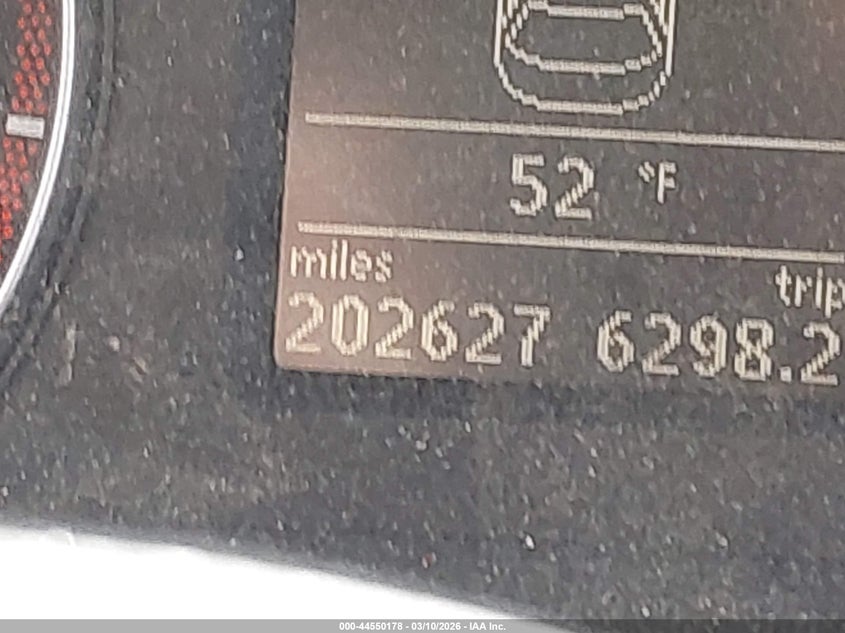 52 °F
miles trip
202627 6298.2
000-44550178 - 03/10/2026 - IAA Inc.